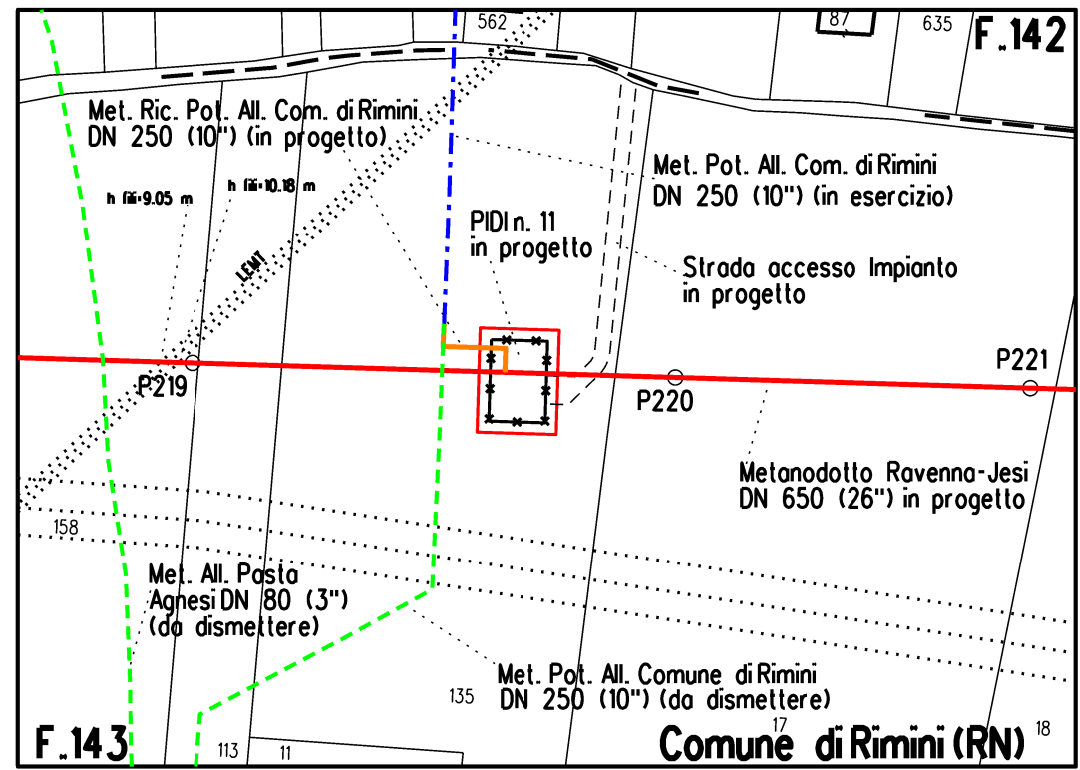 562
87
635
F.142
Met. Ric. Pot. All. Com. di Rimini
DN 250 (10") (in progetto)
Met. Pot. All. Com. di Rimini
DN 250 (10") (in esercizio)
h fili=9.05 m
h fili=10.18 m
PIDI n. 11
in progetto
LEMT
Strada accesso Impianto
in progetto
P219
P220
P221
Metanodotto Ravenna-Jesi
DN 650 (26") in progetto
158
Met. All. Pasta
Agnesi DN 80 (3")
(da dismettere)
Met. Pot. All. Comune di Rimini
DN 250 (10") (da dismettere)
135
17
18
F.143
113
11
Comune di Rimini (RN)